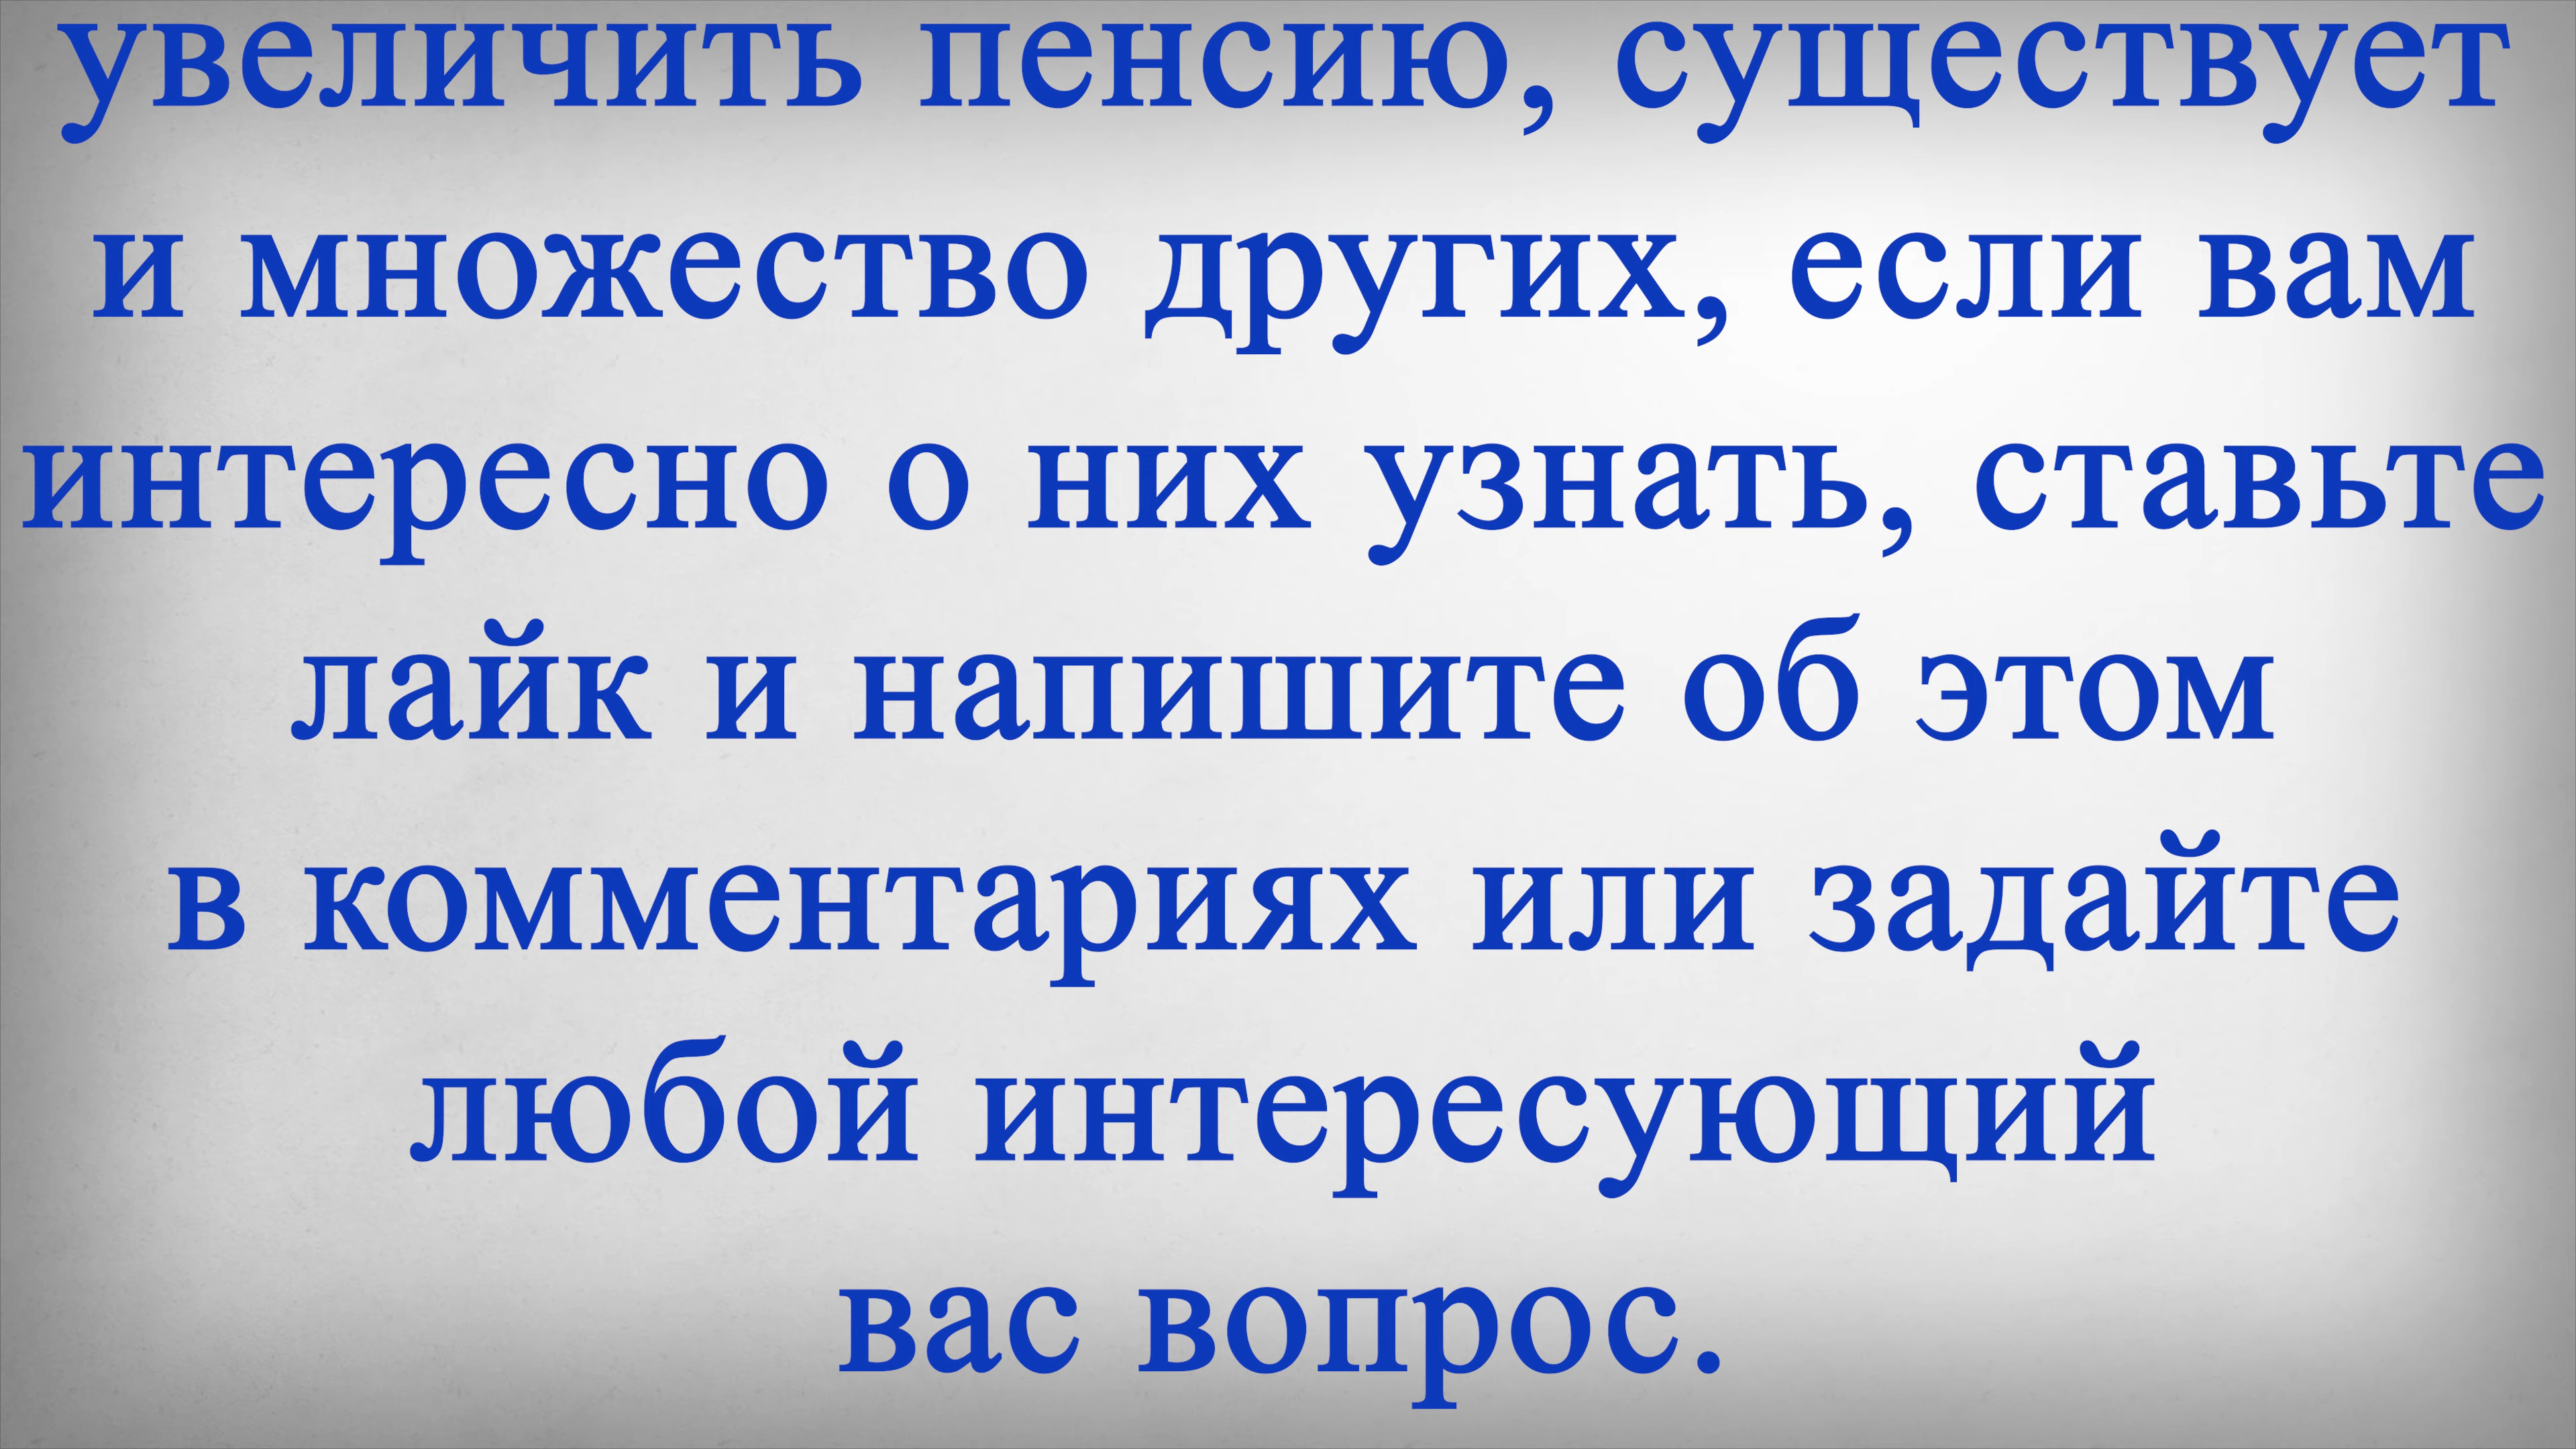 увеличить пенсию, существует
и множество других, если вам
интересно о них узнать, ставьте
лайк и напишите об этом
в комментариях или задайте
любой интересующий
вас вопрос.